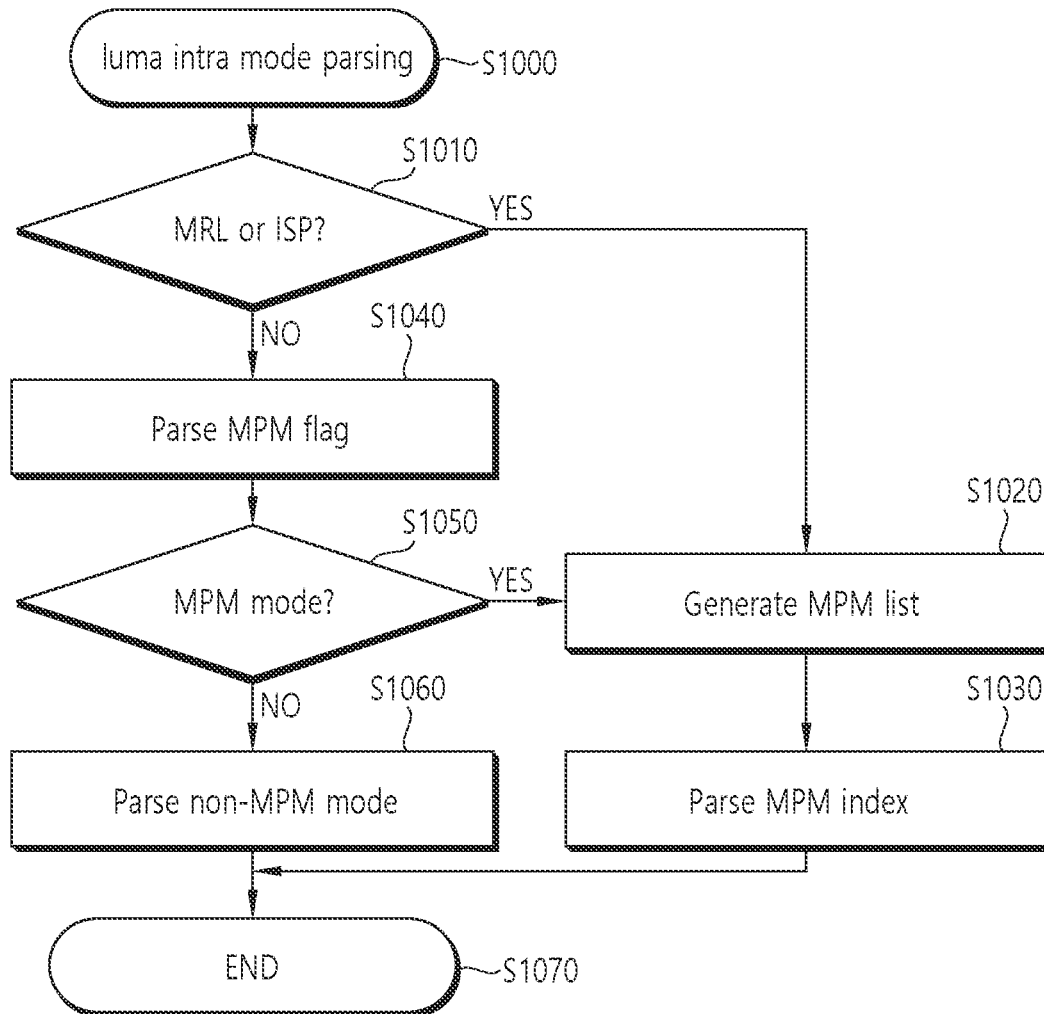 luma intra mode parsing
S1000
S1010
MRL or ISP?
YES
NO
S1040
Parse MPM flag
S1050
MPM mode?
YES
S1020
Generate MPM list
NO
S1060
Parse non-MPM mode
S1030
Parse MPM index
END
S1070